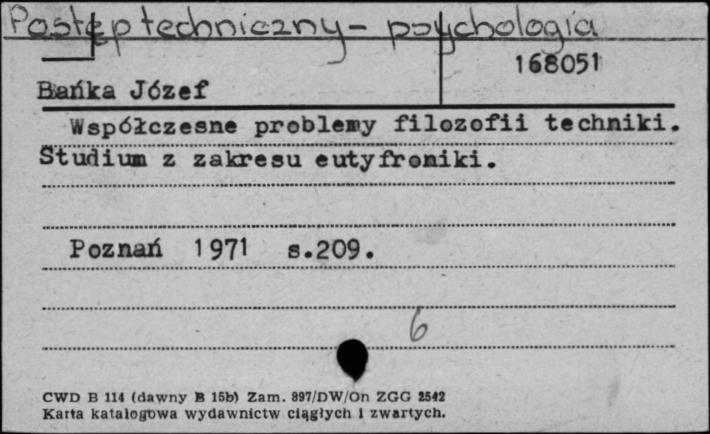 Postęp techniczny - psychologia
168051
Bańka Józef
Współczesne problemy filozofii techniki.
Studium z zakresu eutyfroniki.
Poznań 1971 s.209.
6
CWD B 114 (dawny B 15b) Zam. 897/DW/On ZGG 2542
Karta katalogowa wydawnictw ciągłych i zwartych.